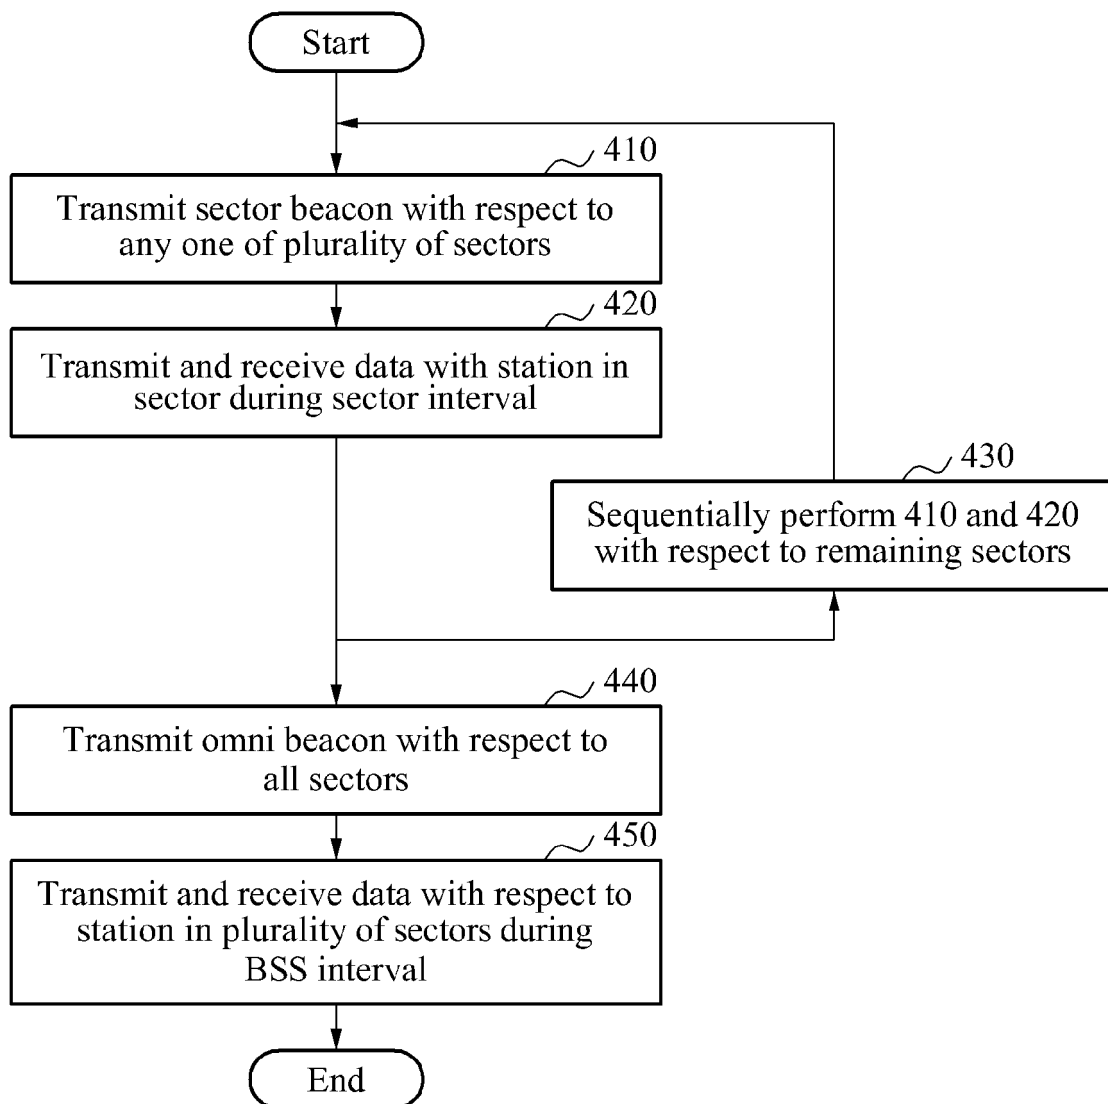 Start
410
Transmit sector beacon with respect to
any one of plurality of sectors
420
Transmit and receive data with station in
sector during sector interval
430
Sequentially perform 410 and 420
with respect to remaining sectors
440
Transmit omni beacon with respect to
all sectors
450
Transmit and receive data with respect to
station in plurality of sectors during
BSS interval
End